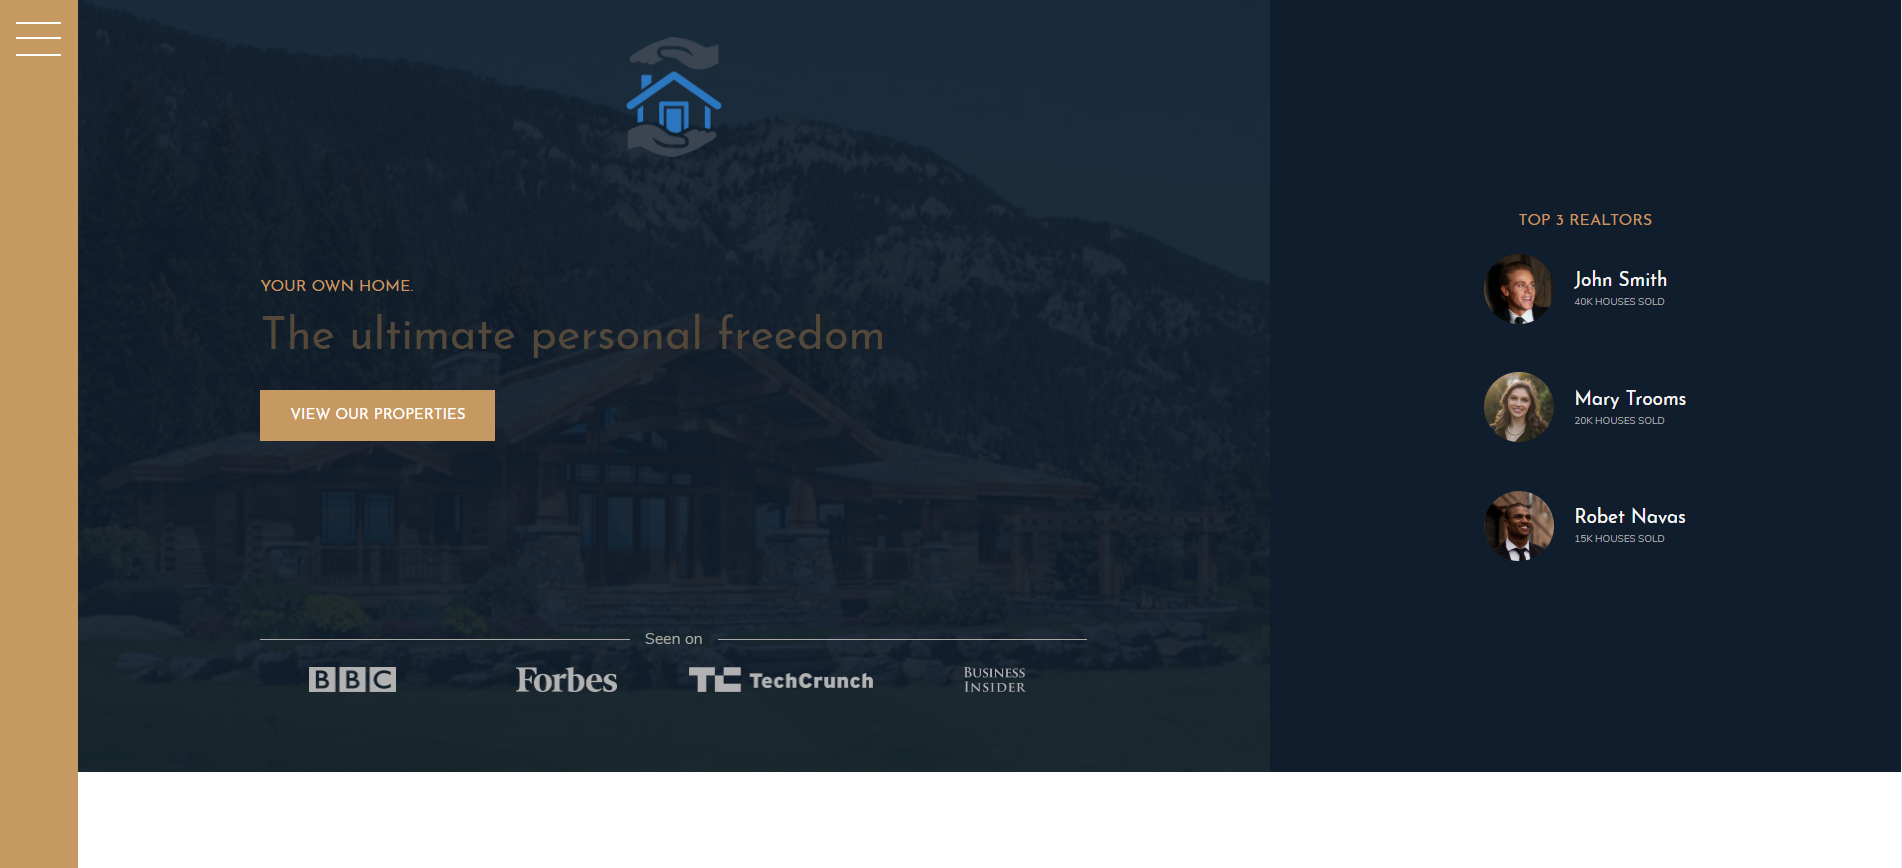 YOUR OWN HOME.
The ultimate personal freedom
VIEW OUR PROPERTIES
Seen on
BBC
Forbes
TC TechCrunch
BUSINESS
INSIDER
TOP 3 REALTORS
John Smith
40K HOUSES SOLD
Mary Trooms
20K HOUSES SOLD
Robet Navas
15K HOUSES SOLD